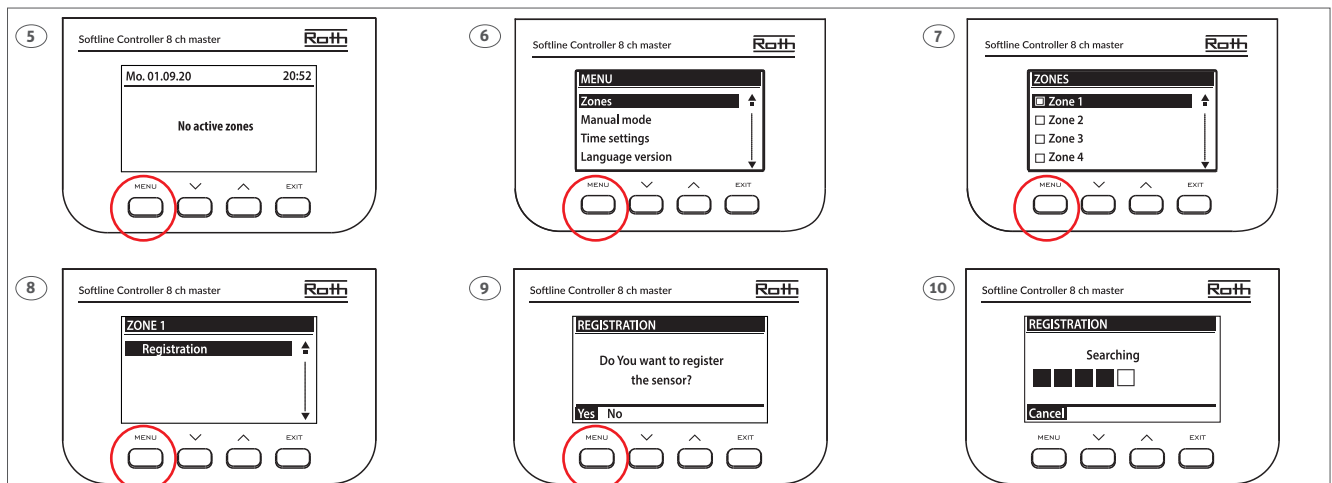 5
Softline Controller 8 ch master Roth
Mo. 01.09.20 20:52
No active zones
MENU EXIT
6
Softline Controller 8 ch master Roth
MENU
Zones
Manual mode
Time settings
Language version
MENU EXIT
7
Softline Controller 8 ch master Roth
ZONES
Zone 1
Zone 2
Zone 3
Zone 4
MENU EXIT
8
Softline Controller 8 ch master Roth
ZONE 1
Registration
MENU EXIT
9
Softline Controller 8 ch master Roth
REGISTRATION
Do You want to register
the sensor?
Yes No
MENU EXIT
10
Softline Controller 8 ch master Roth
REGISTRATION
Searching
Cancel
MENU EXIT